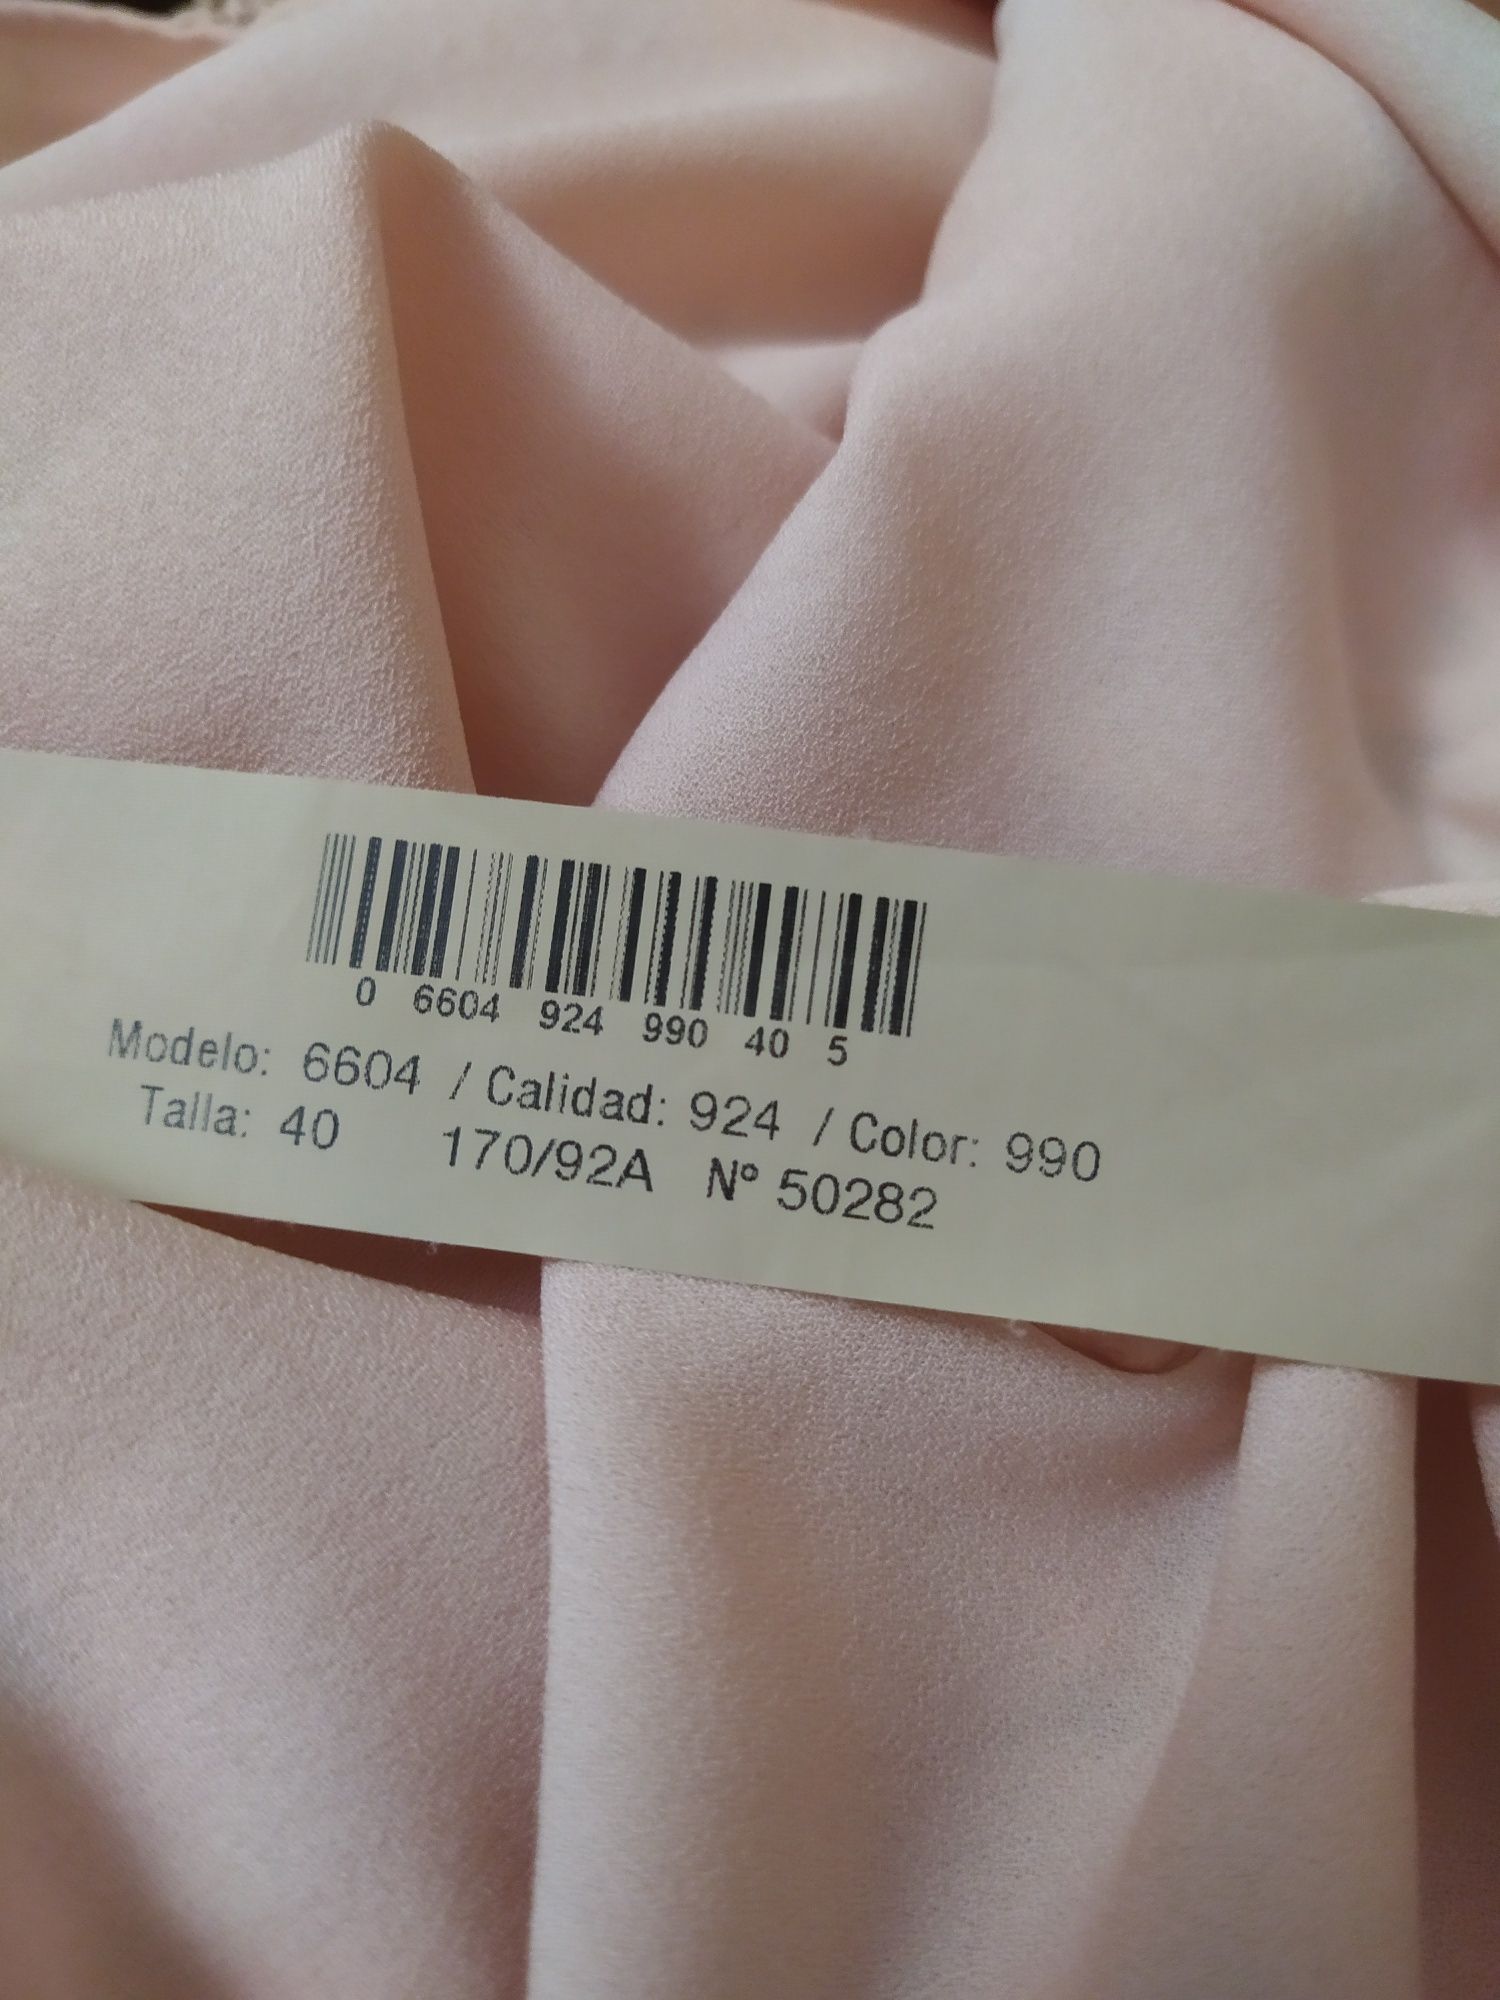 0 6604 924 990 40 5
Modelo: 6604 / Calidad: 924 / Color: 990
Talla: 40 170/92A Nº 50282